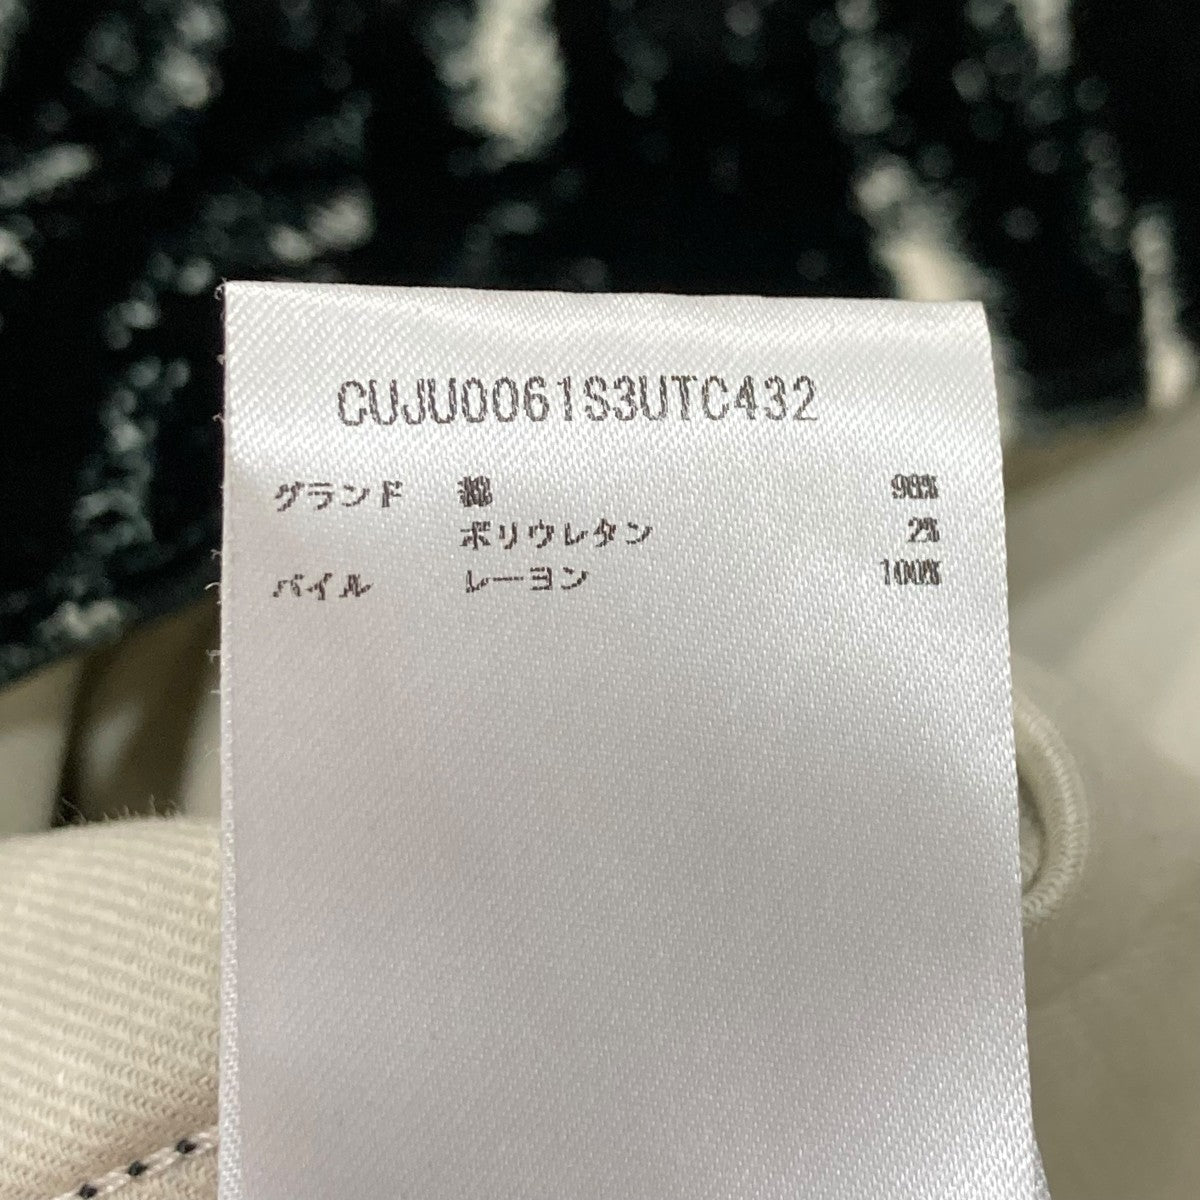 CUJU0061S3UTC432
グランド 綿 98%
ポリウレタン 2%
パイル レーヨン 100%